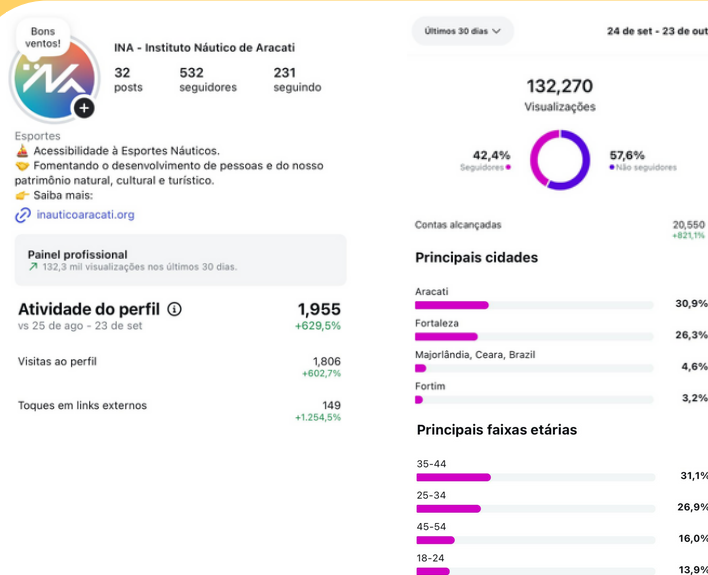 Bons
ventos!
INA
INA - Instituto Náutico de Aracati
32 532 231
posts seguidores seguindo
Esportes
Acessibilidade à Esportes Náuticos.
Fomentando o desenvolvimento de pessoas e do nosso
patrimônio natural, cultural e turístico.
Saiba mais:
inauticoaracati.org
Painel profissional
132,3 mil visualizações nos últimos 30 dias.
Atividade do perfil 1,955
vs 25 de ago - 23 de set +629,5%
Visitas ao perfil 1,806
+602,7%
Toques em links externos 149
+1.254,5%
Últimos 30 dias 24 de set - 23 de out
132,270
Visualizações
42,4% 57,6%
Seguidores Não seguidores
Contas alcançadas 20,550
+821,1%
Principais cidades
Aracati
30,9%
Fortaleza
26,3%
Majorlândia, Ceara, Brazil
4,6%
Fortim
3,2%
Principais faixas etárias
35-44
31,1%
25-34
26,9%
45-54
16,0%
18-24
13,9%